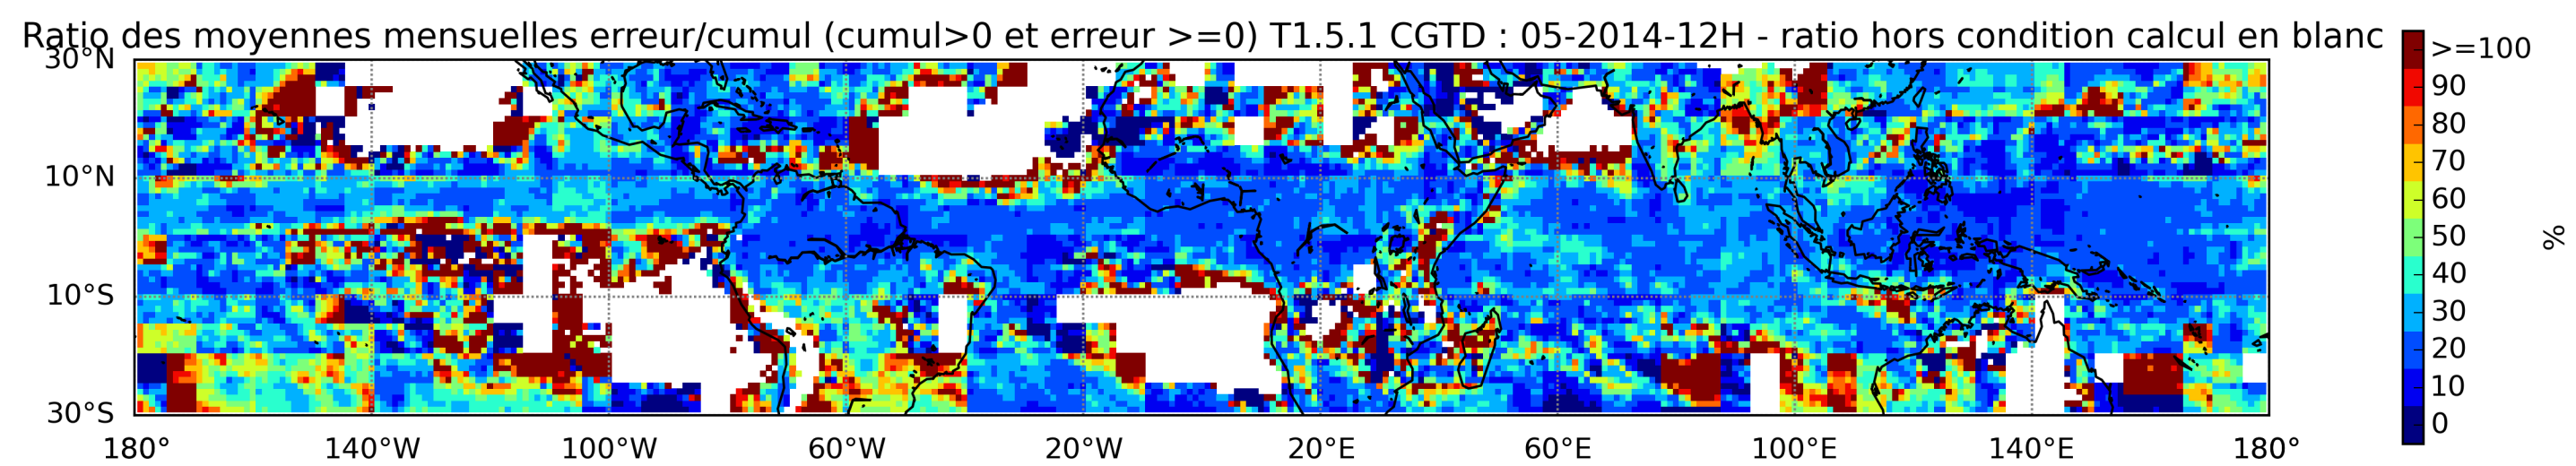 Ratio des moyennes mensuelles erreur/cumul (cumul>0 et erreur >=0) T1.5.1 CGTD : 05-2014-12H - ratio hors condition calcul en blanc
30°N
10°N
10°S
30°S
180°
140°W
100°W
60°W
20°W
20°E
60°E
100°E
140°E
180°
>=100
90
80
70
60
50
40
30
20
10
0
%